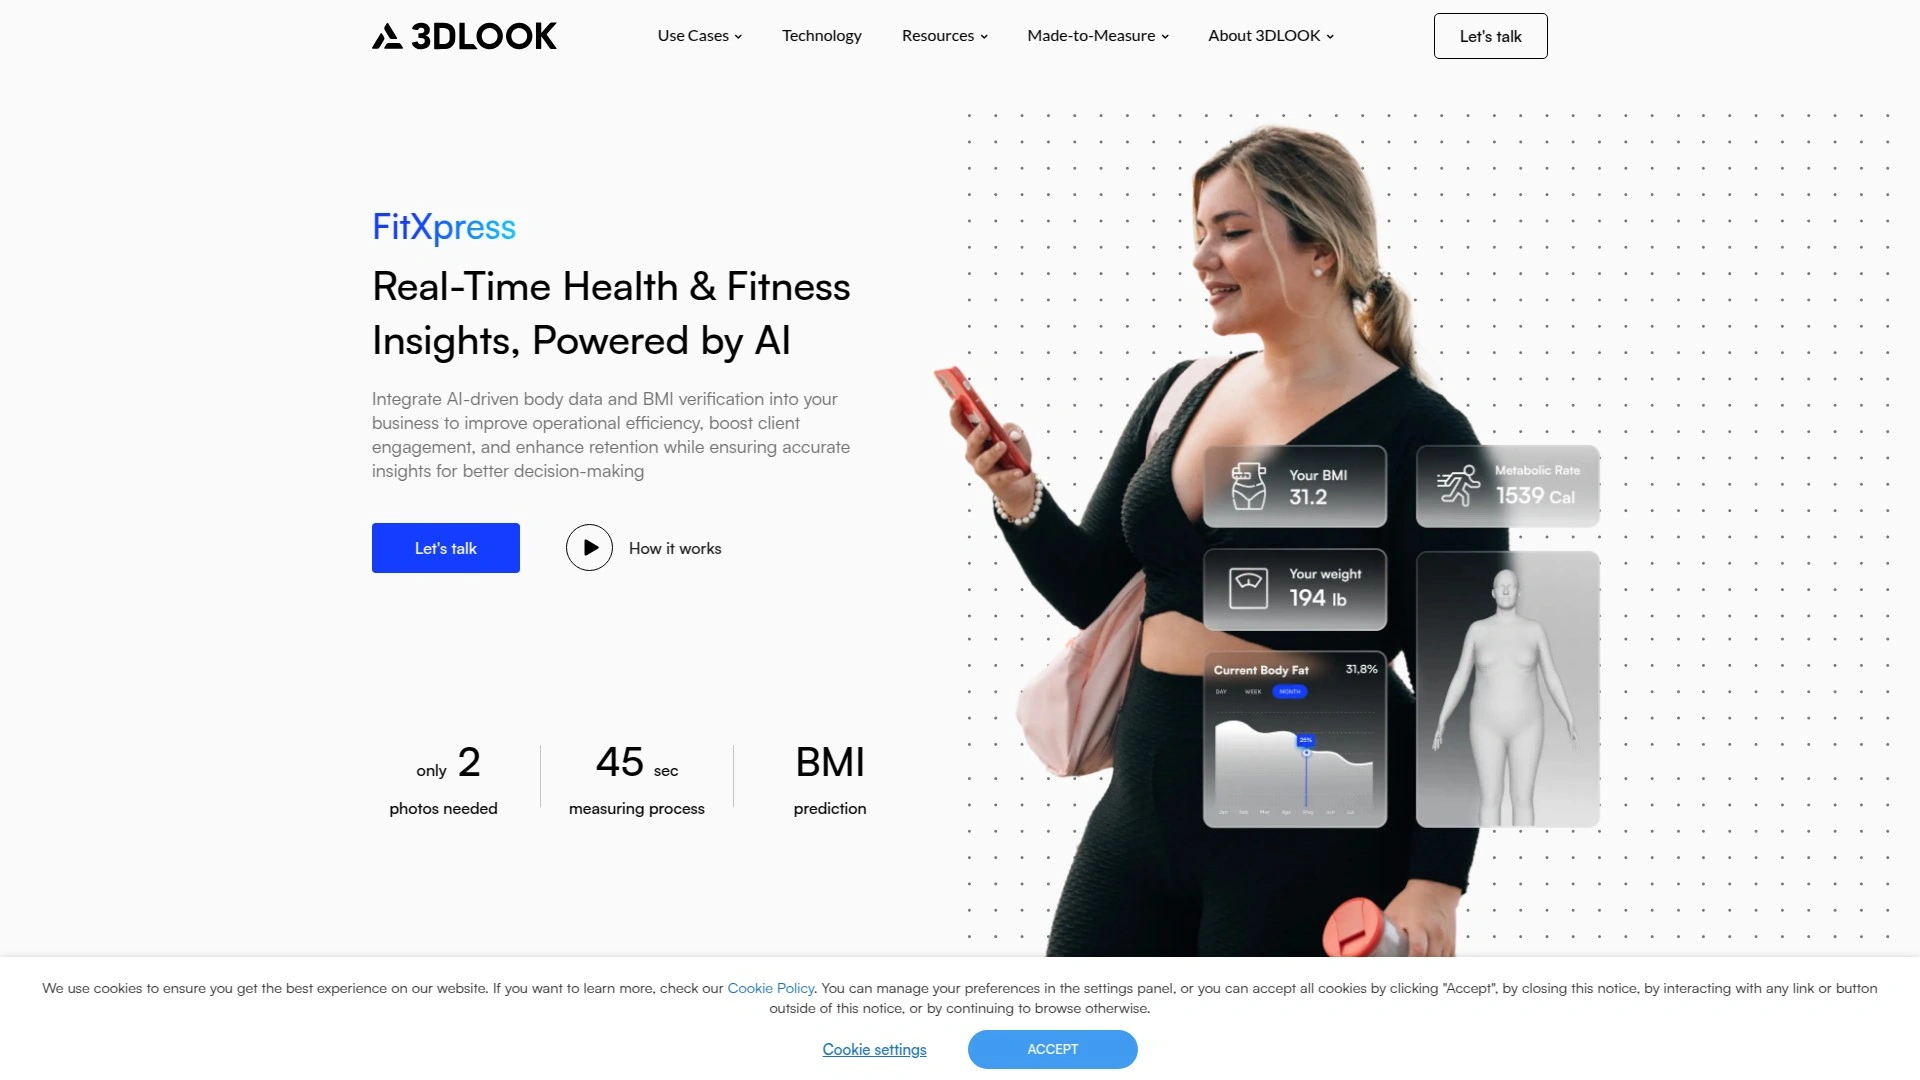 3DLOOK
Use Cases
Technology
Resources
Made-to-Measure
About 3DLOOK
Let's talk
FitXpress
Real-Time Health & Fitness
Insights, Powered by AI
Integrate AI-driven body data and BMI verification into your
business to improve operational efficiency, boost client
engagement, and enhance retention while ensuring accurate
insights for better decision-making
Let's talk
How it works
only 2
photos needed
45 sec
measuring process
BMI
prediction
Your BMI
31.2
Metabolic Rate
1539 Cal
Your weight
194 lb
Current Body Fat
31,8%
DAY WEEK MONTH
Jan Feb Mar Apr May Jun Jul
We use cookies to ensure you get the best experience on our website. If you want to learn more, check our Cookie Policy. You can manage your preferences in the settings panel, or you can accept all cookies by clicking "Accept", by closing this notice, by interacting with any link or button
outside of this notice, or by continuing to browse otherwise.
Cookie settings
ACCEPT